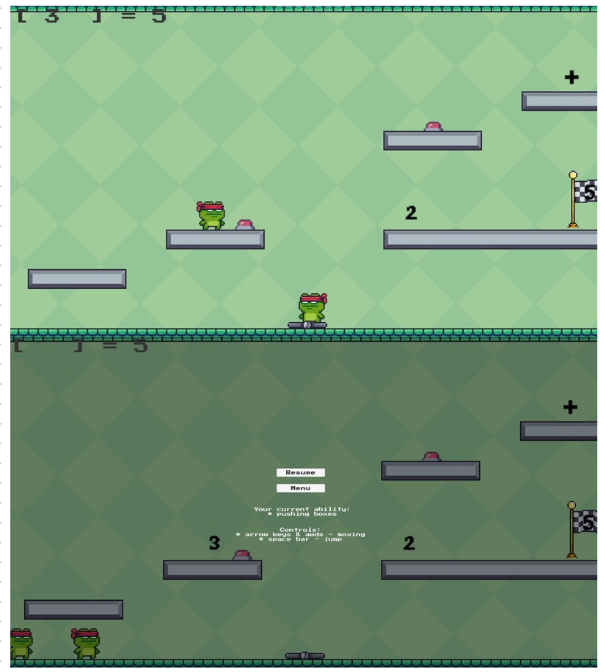 [ 3 ] = 5
+
5
2
[ ] = 5
+
Resume
Menu
5
Your current ability:
* pushing boxes
Controls:
* arrow keys & awds - moving
* space bar - jump
3
2